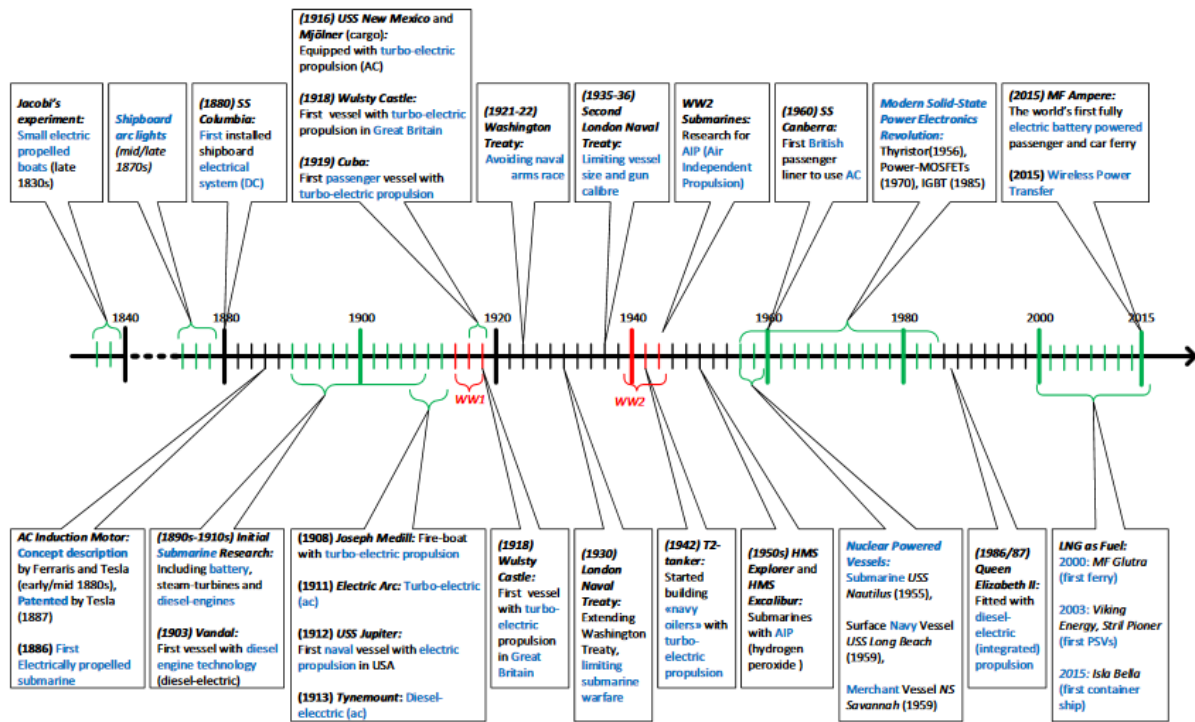 (1916) USS New Mexico and
Mjölner (cargo):
Equipped with turbo-electric
propulsion (AC)
(1918) Wulsty Castle:
First vessel with turbo-electric
propulsion in Great Britain
(1919) Cuba:
First passenger vessel with
turbo-electric propulsion
Jacobi's
experiment:
Small electric
propelled
boats (late
1830s)
Shipboard
arc lights
(mid/late
1870s)
(1880) SS
Columbia:
First installed
shipboard
electrical
system (DC)
(1921-22)
Washington
Treaty:
Avoiding naval
arms race
(1935-36)
Second
London Naval
Treaty:
Limiting vessel
size and gun
calibre
WW2
Submarines:
Research for
AIP (Air
Independent
Propulsion)
(1960) SS
Canberra:
First British
passenger
liner to use AC
Modern Solid-State
Power Electronics
Revolution:
Thyristor(1956),
Power-MOSFETs
(1970), IGBT (1985)
(2015) MF Ampere:
The world's first fully
electric battery powered
passenger and car ferry
(2015) Wireless Power
Transfer
1840
1880
1900
1920
1940
1960
1980
2000
2015
WW1
WW2
AC Induction Motor:
Concept description
by Ferraris and Tesla
(early/mid 1880s),
Patented by Tesla
(1887)
(1886) First
Electrically propelled
submarine
(1890s-1910s) Initial
Submarine Research:
Including battery,
steam-turbines and
diesel-engines
(1903) Vandal:
First vessel with diesel
engine technology
(diesel-electric)
(1908) Joseph Medill: Fire-boat
with turbo-electric propulsion
(1911) Electric Arc: Turbo-electric
(ac)
(1912) USS Jupiter:
First naval vessel with electric
propulsion in USA
(1913) Tynemount: Diesel-
elecctric (ac)
(1918)
Wulsty
Castle:
First vessel
with turbo-
electric
propulsion
in Great
Britain
(1930)
London
Naval
Treaty:
Extending
Washington
Treaty,
limiting
submarine
warfare
(1942) T2-
tanker:
Started
building
«navy
oilers» with
turbo-
electric
propulsion
(1950s) HMS
Explorer and
HMS
Excalibur:
Submarines
with AIP
(hydrogen
peroxide )
Nuclear Powered
Vessels:
Submarine USS
Nautilus (1955),
Surface Navy Vessel
USS Long Beach
(1959),
Merchant Vessel NS
Savannah (1959)
(1986/87)
Queen
Elizabeth II:
Fitted with
diesel-
electric
(integrated)
propulsion
LNG as Fuel:
2000: MF Glutra
(first ferry)
2003: Viking
Energy, Stril Pioner
(first PSVs)
2015: Isla Bella
(first container
ship)